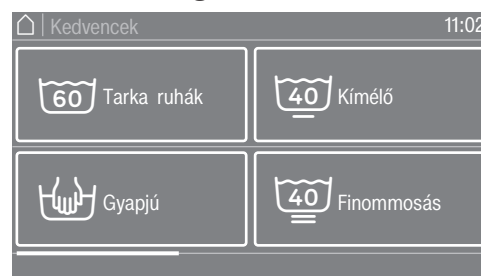 Kedvencek 11:02
60 Tarka ruhák
40 Kímélő
Gyapjú
40 Finommosás